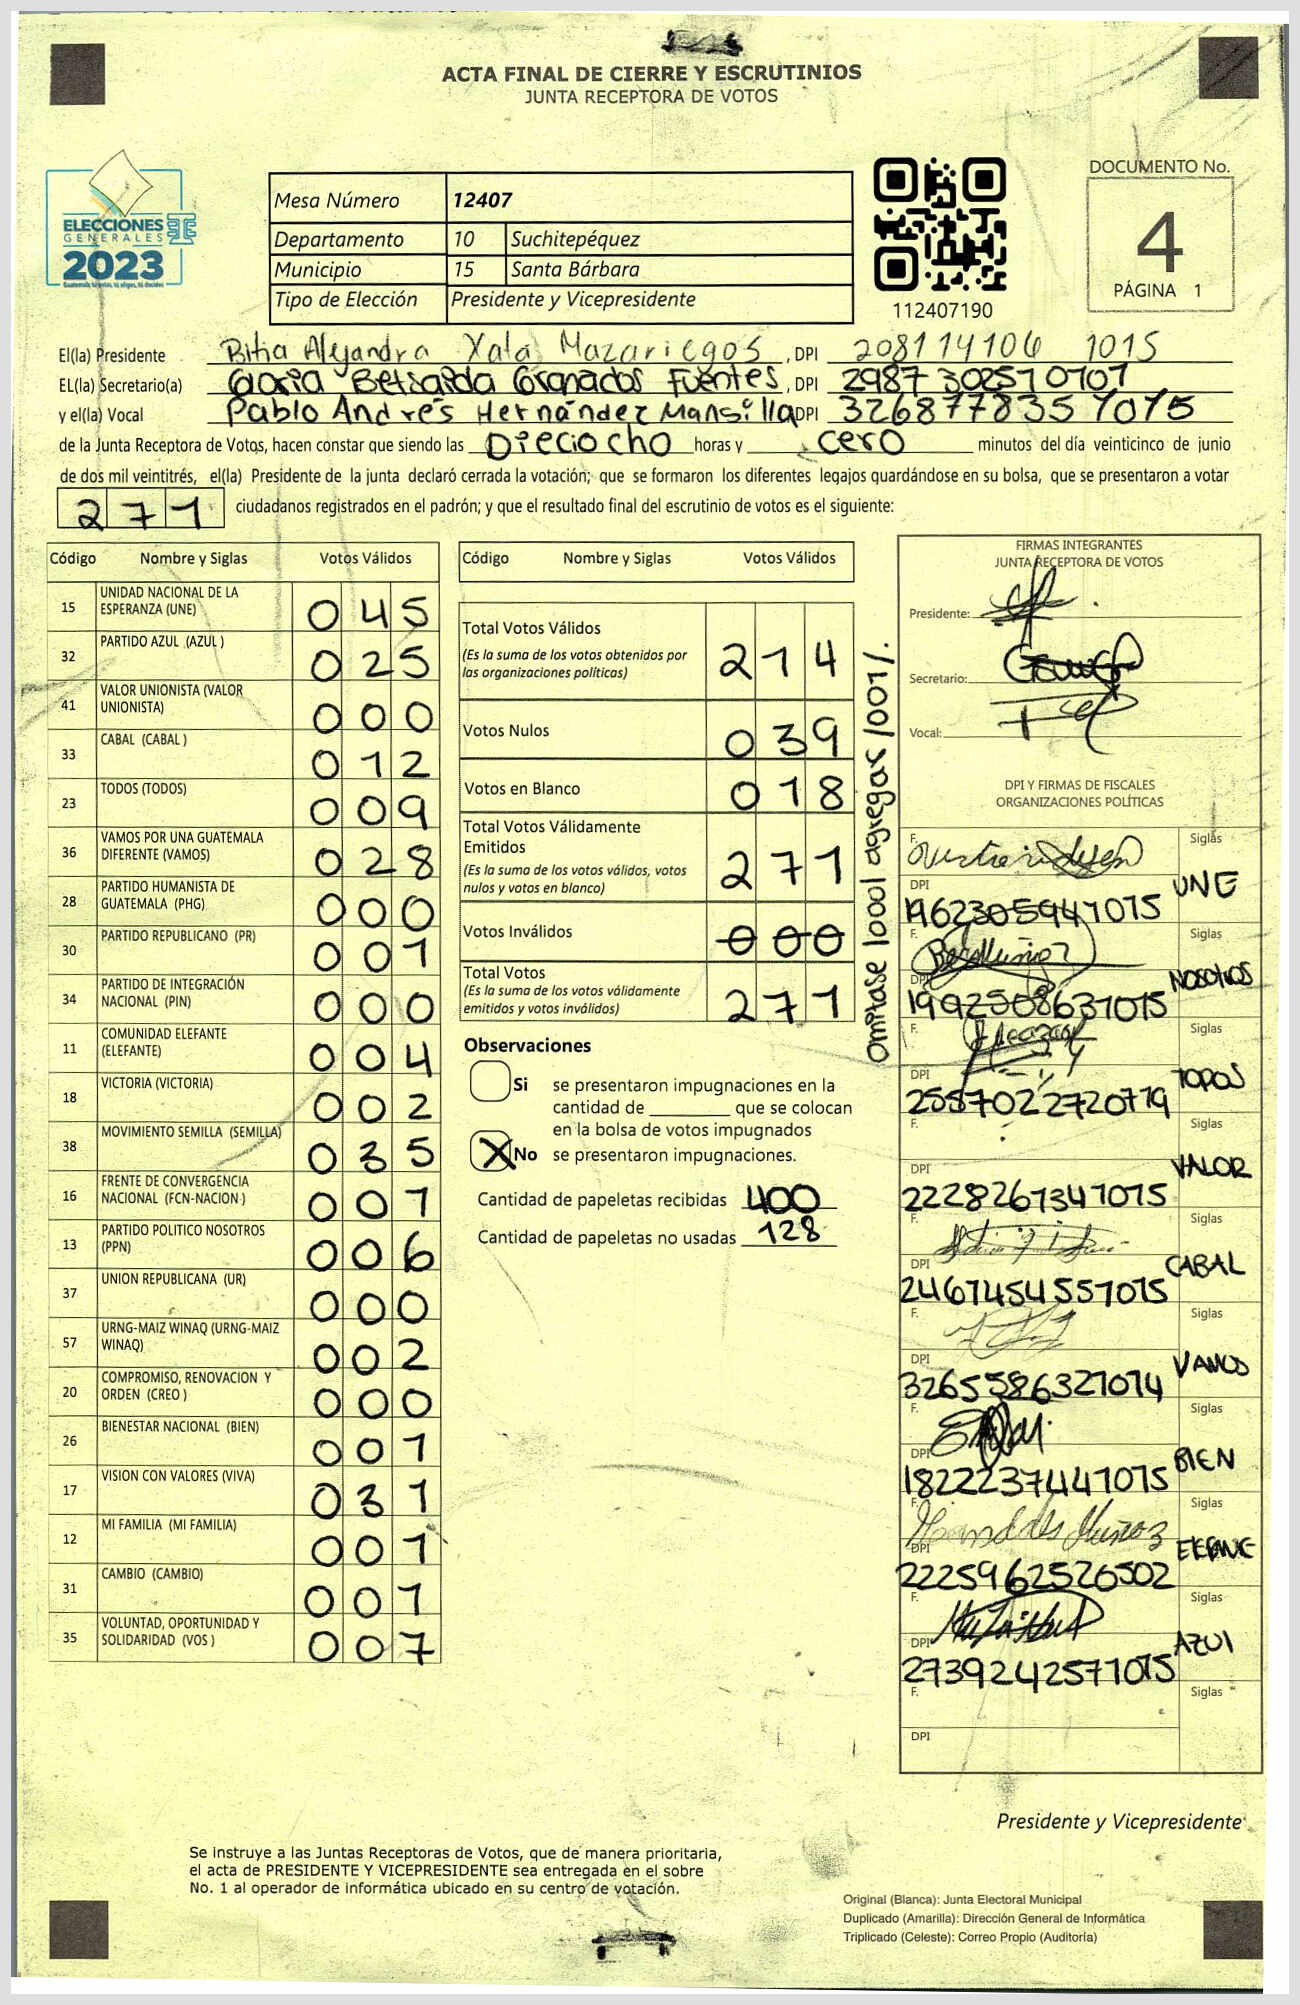 ACTA FINAL DE CIERRE Y ESCRUTINIOS
JUNTA RECEPTORA DE VOTOS
ELECCIONES
GENERALES
2023
Guatemala tú votas, tú eliges, tú decides
Mesa Número 12407
Departamento 10 Suchitepéquez
Municipio 15 Santa Bárbara
Tipo de Elección Presidente y Vicepresidente
112407190
DOCUMENTO No.
4
PÁGINA 1
El(la) Presidente Bitia Alejandra Xala Mazariegos, DPI 208114106 1015
EL(la) Secretario(a) Gloria Betsaida Granados Fuentes, DPI 2987302510101
y el(la) Vocal Pablo Andrés Hernández Mansilla DPI 3268778351015
de la Junta Receptora de Votos, hacen constar que siendo las Dieciocho horas y cero minutos del día veinticinco de junio
de dos mil veintitrés, el(la) Presidente de la junta declaró cerrada la votación; que se formaron los diferentes legajos guardándose en su bolsa, que se presentaron a votar
271 ciudadanos registrados en el padrón; y que el resultado final del escrutinio de votos es el siguiente:
Código Nombre y Siglas Votos Válidos
15 UNIDAD NACIONAL DE LA ESPERANZA (UNE) 045
32 PARTIDO AZUL (AZUL ) 025
41 VALOR UNIONISTA (VALOR UNIONISTA) 000
33 CABAL (CABAL ) 012
23 TODOS (TODOS) 009
36 VAMOS POR UNA GUATEMALA DIFERENTE (VAMOS) 028
28 PARTIDO HUMANISTA DE GUATEMALA (PHG) 000
30 PARTIDO REPUBLICANO (PR) 001
34 PARTIDO DE INTEGRACIÓN NACIONAL (PIN) 000
11 COMUNIDAD ELEFANTE (ELEFANTE) 004
18 VICTORIA (VICTORIA) 002
38 MOVIMIENTO SEMILLA (SEMILLA) 035
16 FRENTE DE CONVERGENCIA NACIONAL (FCN-NACION ) 001
13 PARTIDO POLITICO NOSOTROS (PPN) 006
37 UNION REPUBLICANA (UR) 000
57 URNG-MAIZ WINAQ (URNG-MAIZ WINAQ) 002
20 COMPROMISO, RENOVACION Y ORDEN (CREO ) 000
26 BIENESTAR NACIONAL (BIEN) 001
17 VISION CON VALORES (VIVA) 031
12 MI FAMILIA (MI FAMILIA) 001
31 CAMBIO (CAMBIO) 001
35 VOLUNTAD, OPORTUNIDAD Y SOLIDARIDAD (VOS ) 007
Código Nombre y Siglas Votos Válidos
Total Votos Válidos 214
(Es la suma de los votos obtenidos por
las organizaciones políticas)
Votos Nulos 039
Votos en Blanco 018
Total Votos Válidamente
Emitidos 271
(Es la suma de los votos válidos, votos
nulos y votos en blanco)
Votos Inválidos 000
Total Votos 271
(Es la suma de los votos válidamente
emitidos y votos inválidos)
Omitase 1000l agregar 1001/.
Observaciones
Si se presentaron impugnaciones en la
cantidad de ________ que se colocan
en la bolsa de votos impugnados
X No se presentaron impugnaciones.
Cantidad de papeletas recibidas 400
Cantidad de papeletas no usadas 128
FIRMAS INTEGRANTES
JUNTA RECEPTORA DE VOTOS
Presidente:
Secretario:
Vocal:
DPI Y FIRMAS DE FISCALES
ORGANIZACIONES POLÍTICAS
F. Siglas
DPI 1962305941015 UNE
F. Siglas
DPI 1992508631015 NOSOTROS
F. Siglas
DPI 2557022720719 TODOS
F. Siglas
DPI 2228267341015 VALOR
F. Siglas
DPI 2467454551015 CABAL
F. Siglas
DPI 3265586321014 VAMOS
F. Siglas
DPI 1822237441015 BIEN
F. Siglas
DPI 2225962520502
F. Siglas
DPI 2739242571015 AZUl
F. Siglas
DPI
Presidente y Vicepresidente
Se instruye a las Juntas Receptoras de Votos, que de manera prioritaria,
el acta de PRESIDENTE Y VICEPRESIDENTE sea entregada en el sobre
No. 1 al operador de informática ubicado en su centro de votación.
Original (Blanca): Junta Electoral Municipal
Duplicado (Amarilla): Dirección General de Informática
Triplicado (Celeste): Correo Propio (Auditoría)